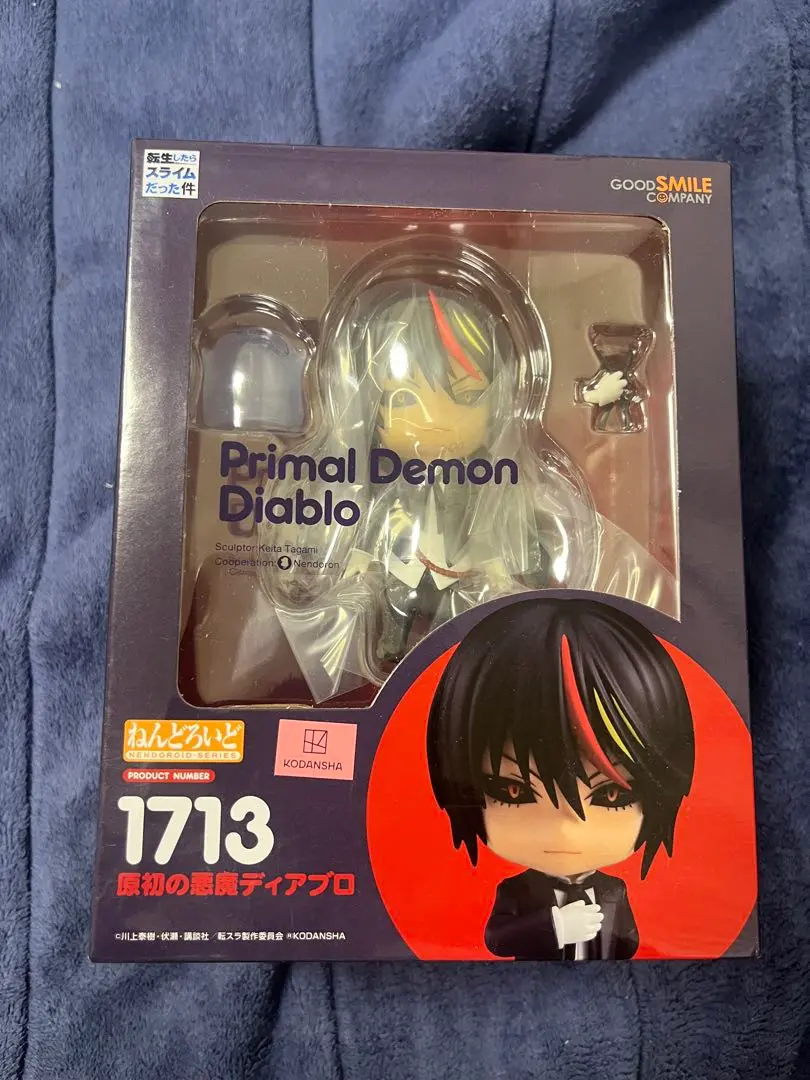 転生したら
スライム
だった件
GOOD SMILE
COMPANY
Primal Demon
Diablo
Sculptor:Keita Tagami
Cooperation: Nendoron
ねんどろいど
NENDOROID SERIES
KODANSHA
PRODUCT NUMBER
1713
原初の悪魔ディアブロ
©川上泰樹・伏瀬・講談社／転スラ製作委員会 ®KODANSHA